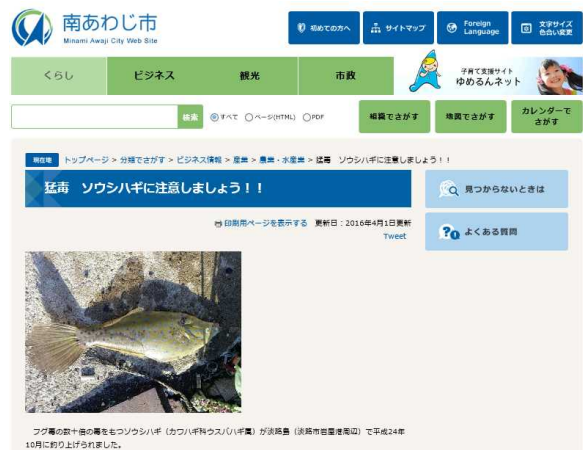 南あわじ市
Minami Awaji City Web Site
初めての方へ
サイトマップ
Foreign Language
文字サイズ 色合い変更
くらし
ビジネス
観光
市政
子育て支援サイト
ゆめるんネット
検索
すべて ページ(HTML) PDF
組織でさがす
地図でさがす
カレンダーで
さがす
現在地 トップページ > 分類でさがす > ビジネス情報 > 産業 > 農業・水産業 > 猛毒 ソウシハギに注意しましょう！！
猛毒 ソウシハギに注意しましょう！！
見つからないときは
印刷用ページを表示する 更新日：2016年4月1日更新
Tweet
よくある質問
フグ毒の数十倍の毒をもつソウシハギ（カワハギ科ウスバハギ属）が淡路島（淡路市岩屋港周辺）で平成24年
10月に釣り上げられました。